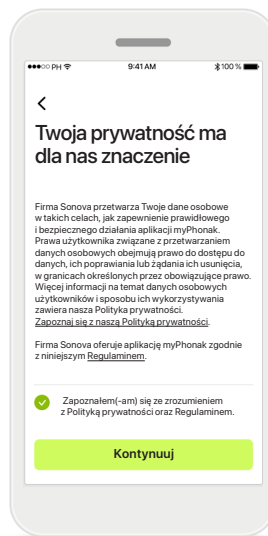 ●●●○○ PH 9:41 AM 100 %
Twoja prywatność ma
dla nas znaczenie
Firma Sonova przetwarza Twoje dane osobowe
w takich celach, jak zapewnienie prawidłowego
i bezpiecznego działania aplikacji myPhonak.
Prawa użytkownika związane z przetwarzaniem
danych osobowych obejmują prawo do dostępu do
danych, ich poprawiania lub żądania ich usunięcia,
w granicach określonych przez obowiązujące prawo.
Więcej informacji na temat danych osobowych
użytkowników i sposobu ich wykorzystywania
zawiera nasza Polityka prywatności.
Zapoznaj się z naszą Polityką prywatności.
Firma Sonova oferuje aplikację myPhonak zgodnie
z niniejszym Regulaminem.
Zapoznałem(-am) się ze zrozumieniem
z Polityką prywatności oraz Regulaminem.
Kontynuuj